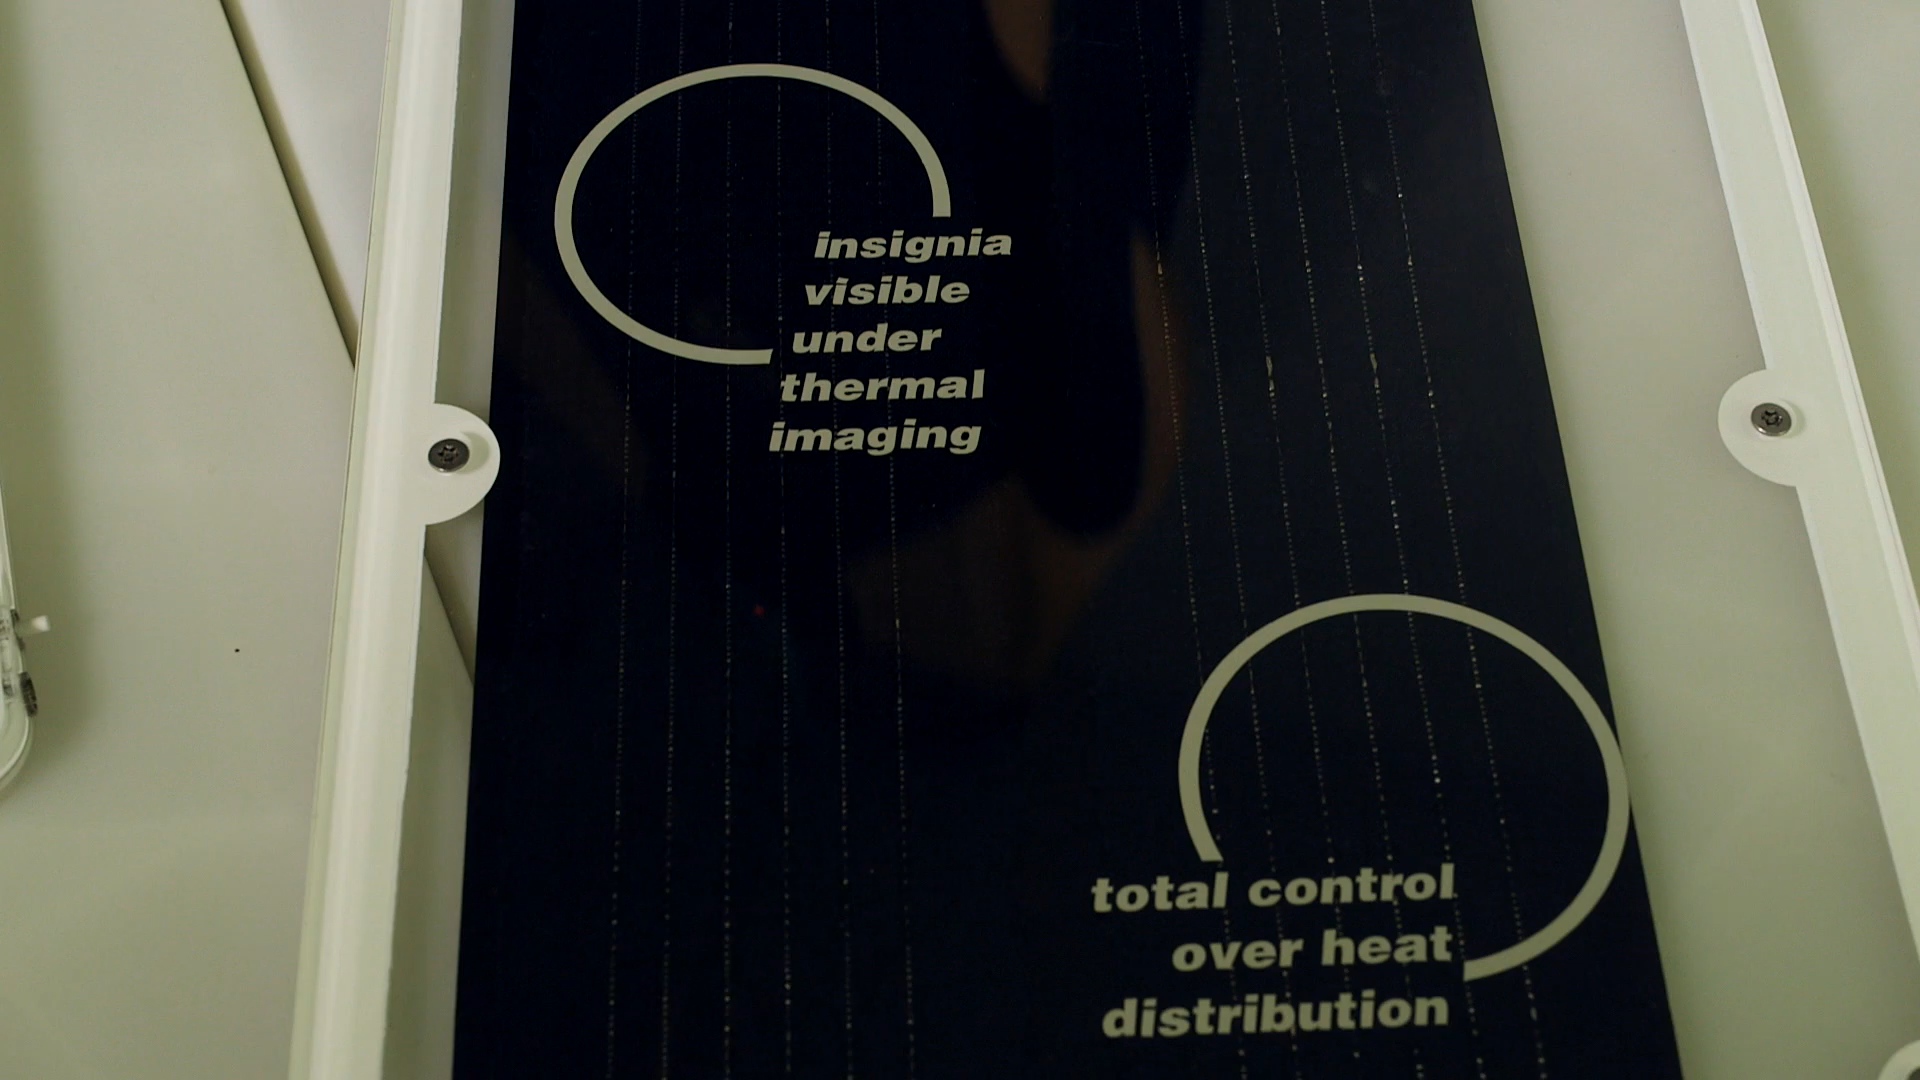 insignia
visible
under
thermal
imaging
total control
over heat
distribution